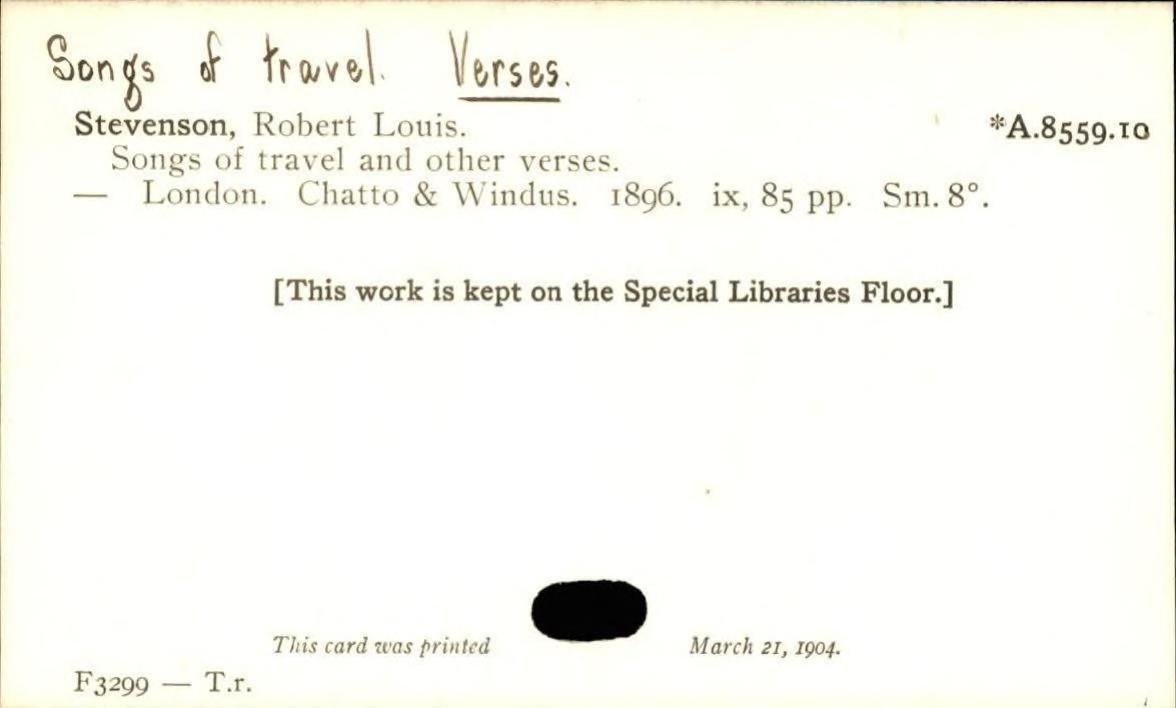 Songs of travel. Verses.
Stevenson, Robert Louis. *A.8559.10
Songs of travel and other verses.
— London. Chatto & Windus. 1896. ix, 85 pp. Sm. 8°.
[This work is kept on the Special Libraries Floor.]
This card was printed March 21, 1904.
F3299 — T.r.